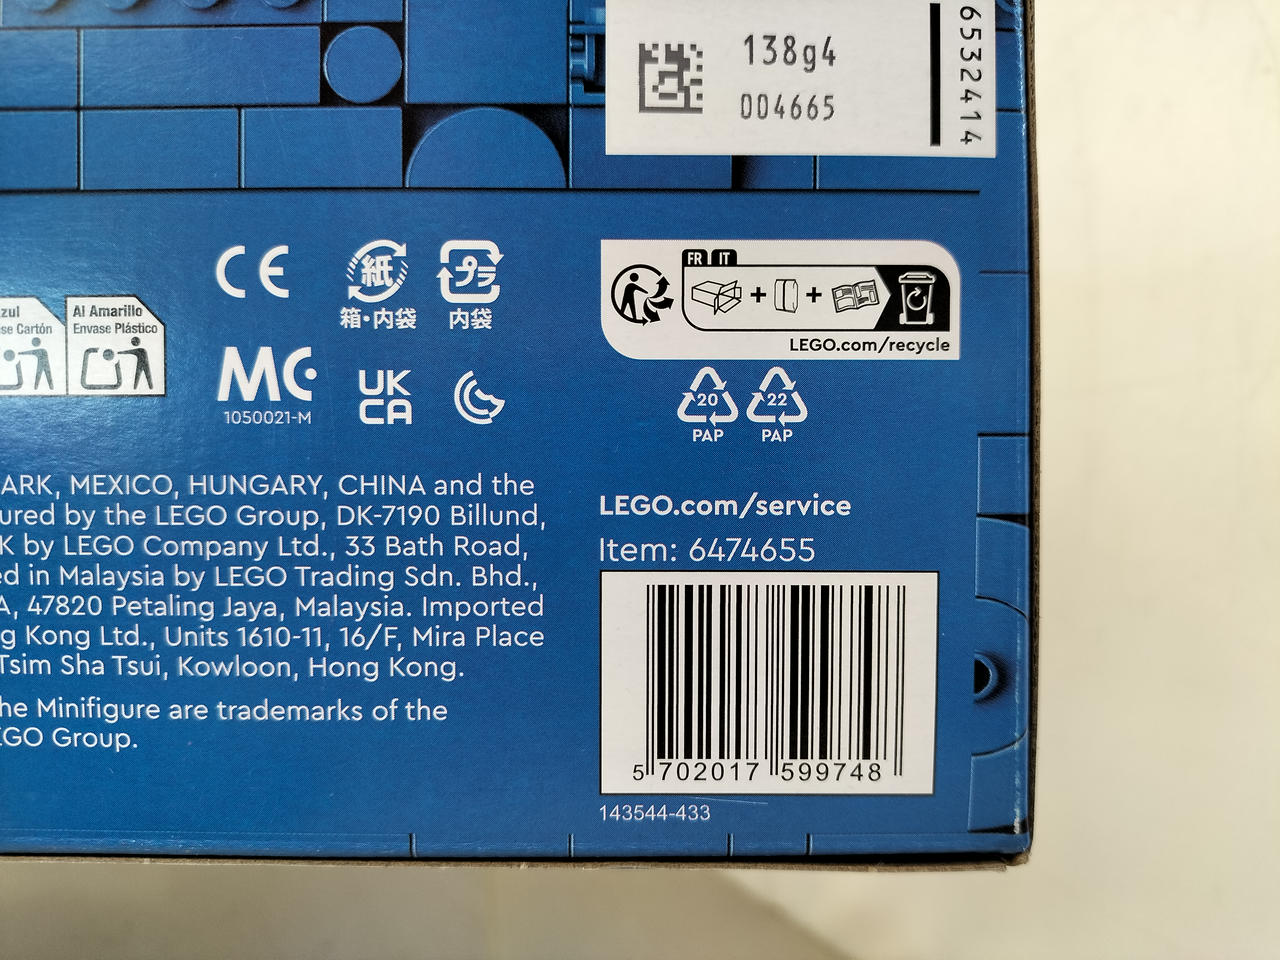 138g4
004665
6532414
CE
紙
箱・内袋
プラ
内袋
FR IT
LEGO.com/recycle
Al Amarillo
Envase Plástico
se Cartón
MC
1050021-M
UK
CA
20
PAP
22
PAP
ARK, MEXICO, HUNGARY, CHINA and the
ured by the LEGO Group, DK-7190 Billund,
K by LEGO Company Ltd., 33 Bath Road,
ed in Malaysia by LEGO Trading Sdn. Bhd.,
A, 47820 Petaling Jaya, Malaysia. Imported
g Kong Ltd., Units 1610-11, 16/F, Mira Place
Tsim Sha Tsui, Kowloon, Hong Kong.
he Minifigure are trademarks of the
EGO Group.
LEGO.com/service
Item: 6474655
5 702017 599748
143544-433